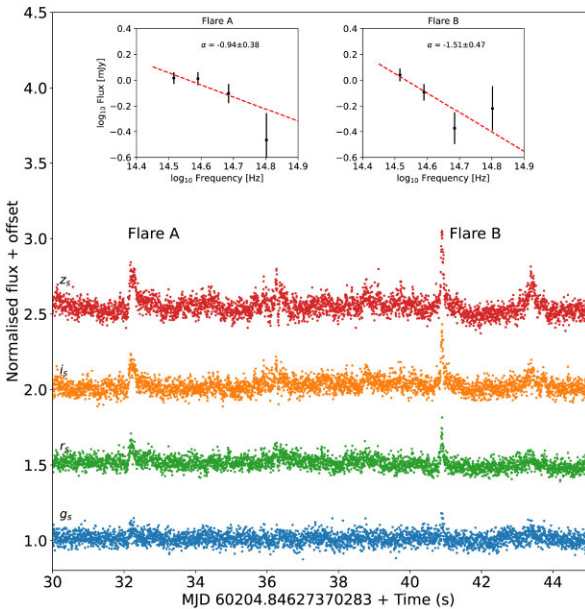 Flare A
Flare B
α = -0.94±0.38
α = -1.51±0.47
log₁₀ Flux [mJy]
0.4
0.2
0.0
−0.2
−0.4
−0.6
14.4 14.5 14.6 14.7 14.8 14.9
log₁₀ Frequency [Hz]
0.4
0.2
0.0
−0.2
−0.4
−0.6
14.4 14.5 14.6 14.7 14.8 14.9
log₁₀ Frequency [Hz]
Flare A
Flare B
zₛ
iₛ
rₛ
gₛ
Normalised flux + offset
4.5
4.0
3.5
3.0
2.5
2.0
1.5
1.0
30 32 34 36 38 40 42 44
MJD 60204.84627370283 + Time (s)